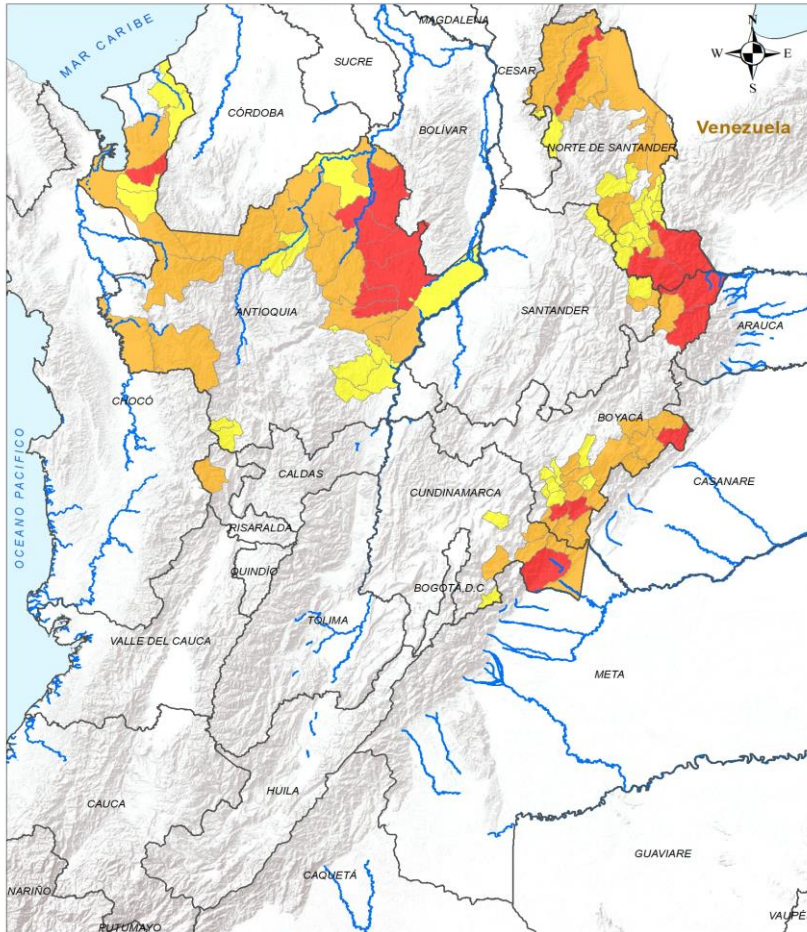 MAGDALENA
MAR CARIBE
SUCRE
CESAR
N
W
E
S
CÓRDOBA
BOLÍVAR
Venezuela
NORTE DE SANTANDER
ANTIOQUIA
SANTANDER
ARAUCA
CHOCÓ
BOYACÁ
OCEANO PACIFICO
CALDAS
CUNDINAMARCA
CASANARE
RISARALDA
QUINDÍO
BOGOTÁ, D.C
TOLIMA
VALLE DEL CAUCA
META
HUILA
CAUCA
GUAVIARE
CAQUETÁ
NARIÑO
PUTUMAYO
VAUPÉ